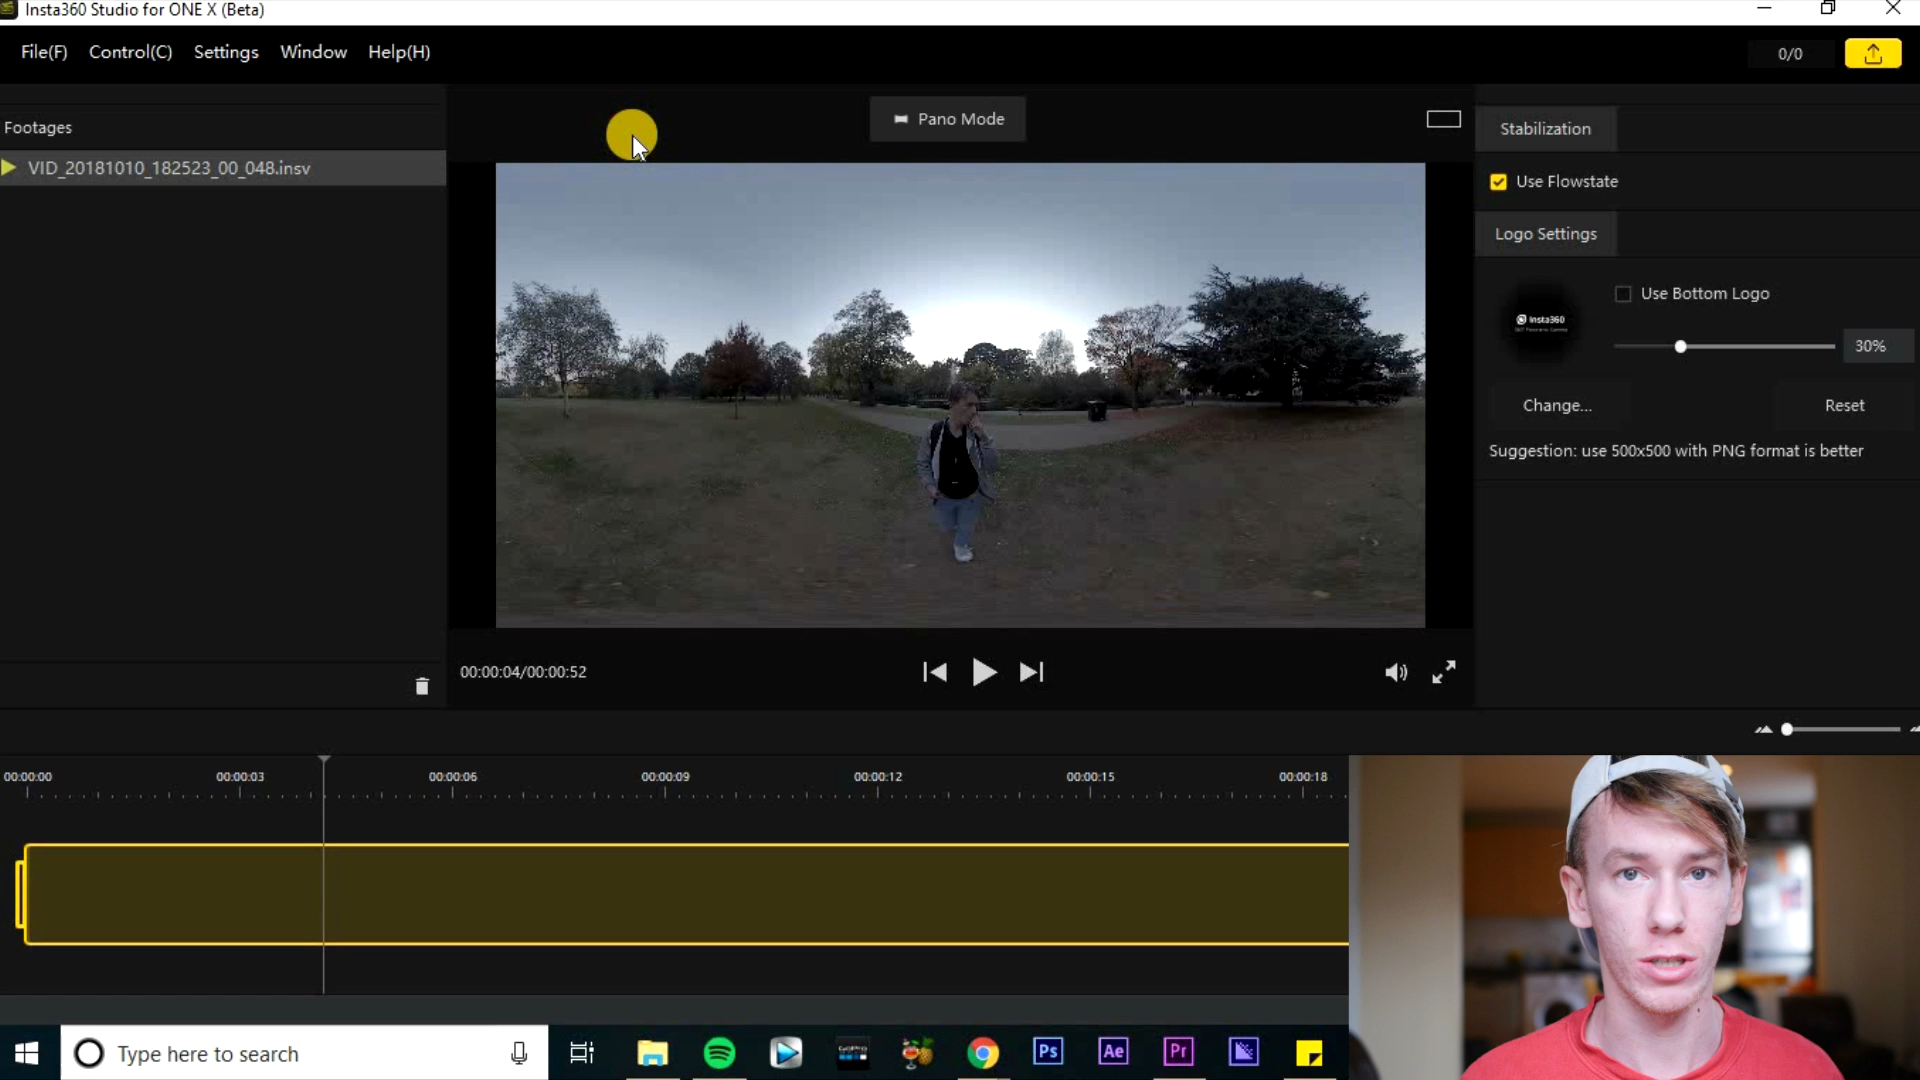 Insta360 Studio for ONE X (Beta)
File(F) Control(C) Settings Window Help(H)
0/0
Footages
Pano Mode
Stabilization
VID_20181010_182523_00_048.insv
Use Flowstate
Logo Settings
Use Bottom Logo
Insta360
30%
Change...
Reset
Suggestion: use 500x500 with PNG format is better
00:00:04/00:00:52
00:00:00 00:00:03 00:00:06 00:00:09 00:00:12 00:00:15 00:00:18
Type here to search
GoPro
Ps
Ae
Pr